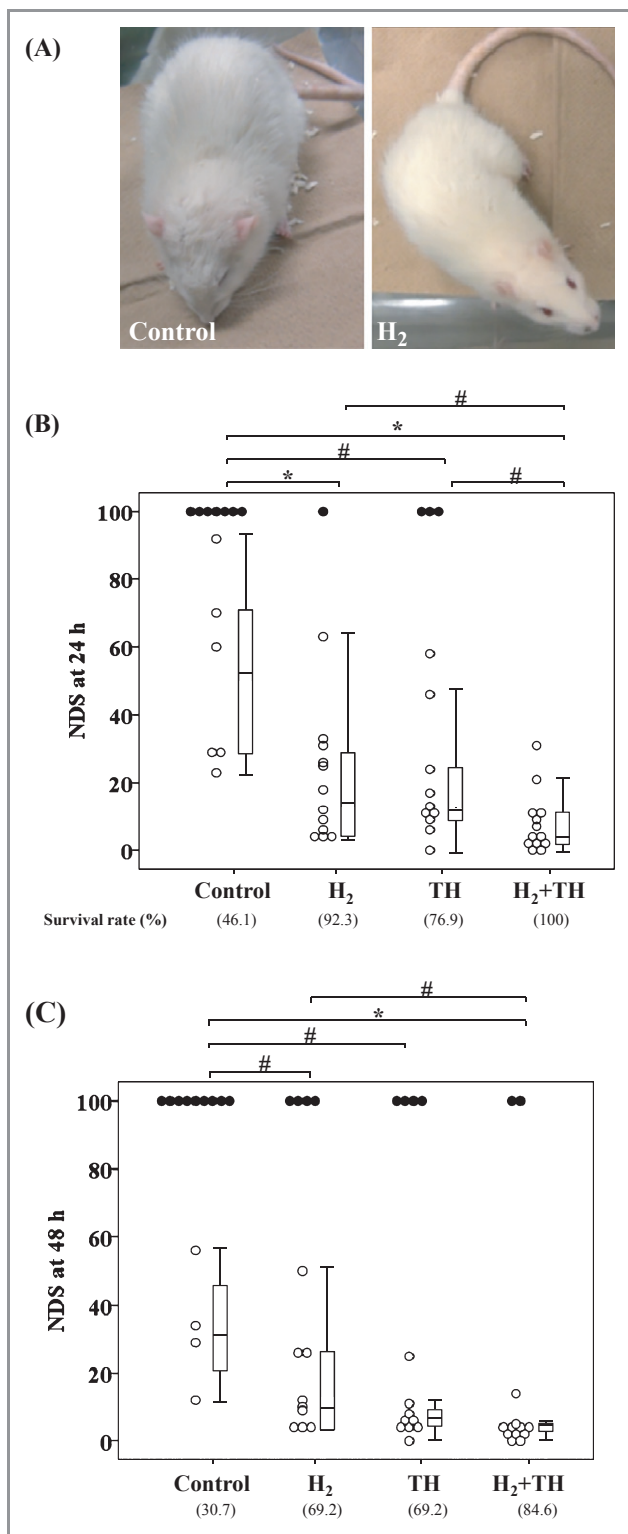 (A)
Control H₂
(B)
#
*
#
* #
100
80
60
40
20
0
NDS at 24 h
Control H₂ TH H₂+TH
Survival rate (%) (46.1) (92.3) (76.9) (100)
(C)
#
*
#
#
100
80
60
40
20
0
NDS at 48 h
Control H₂ TH H₂+TH
(30.7) (69.2) (69.2) (84.6)